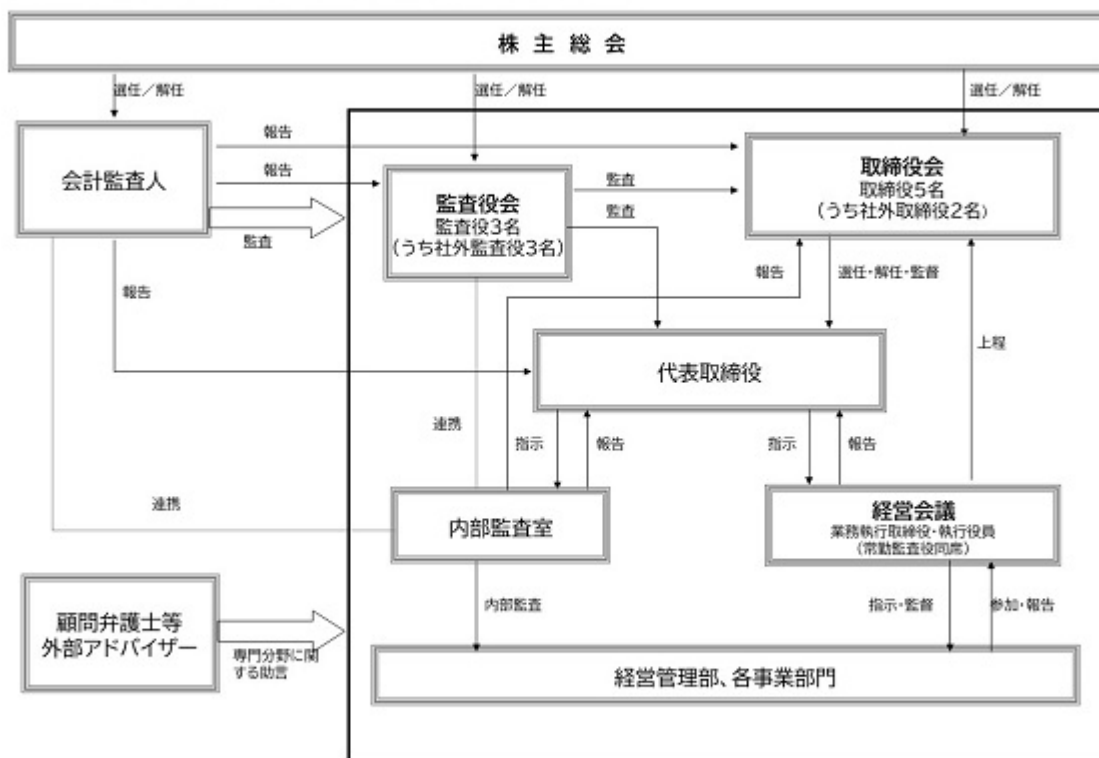 株主総会
選任／解任
選任／解任
選任／解任
会計監査人
報告
報告
監査
監査役会
監査役3名
(うち社外監査役3名)
監査
監査
取締役会
取締役5名
(うち社外取締役2名)
報告
報告
選任・解任・監督
代表取締役
上程
連携
指示
報告
指示
報告
連携
内部監査室
経営会議
業務執行取締役・執行役員
(常勤監査役同席)
顧問弁護士等
外部アドバイザー
専門分野に関
する助言
内部監査
指示・監督
参加・報告
経営管理部、各事業部門